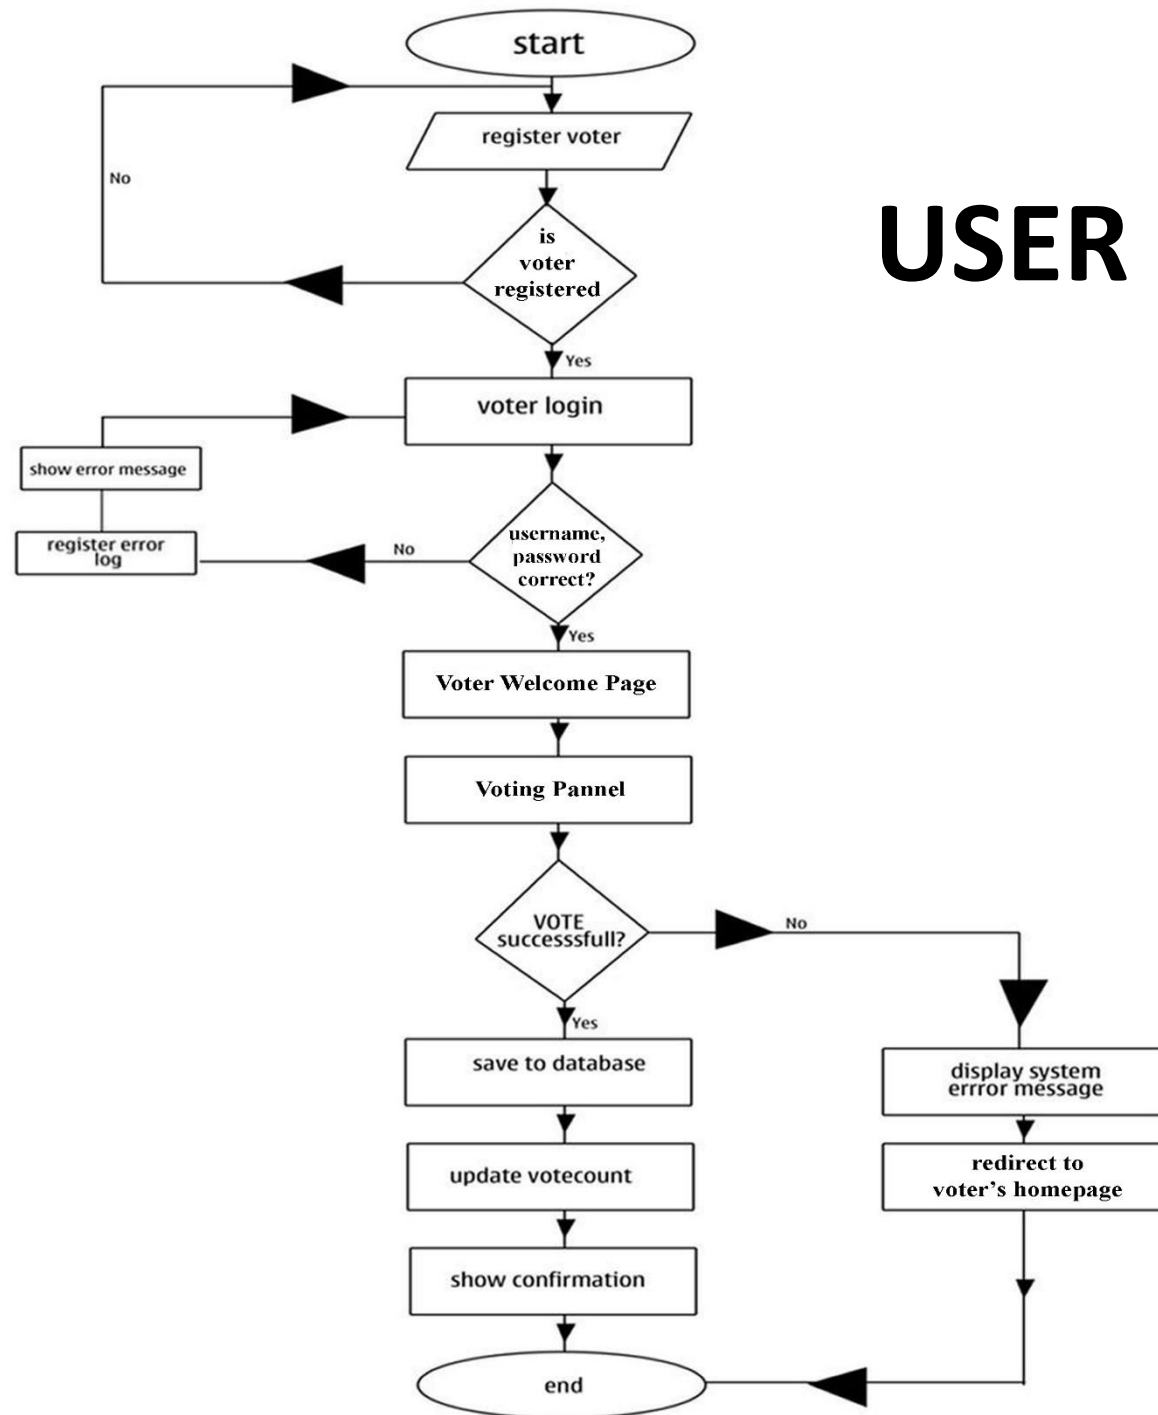 start
register voter
No
USER
is
voter
registered
Yes
voter login
show error message
register error
log
No
username,
password
correct?
Yes
Voter Welcome Page
Voting Pannel
VOTE
successsfull?
No
Yes
save to database
display system
errror message
update votecount
redirect to
voter’s homepage
show confirmation
end